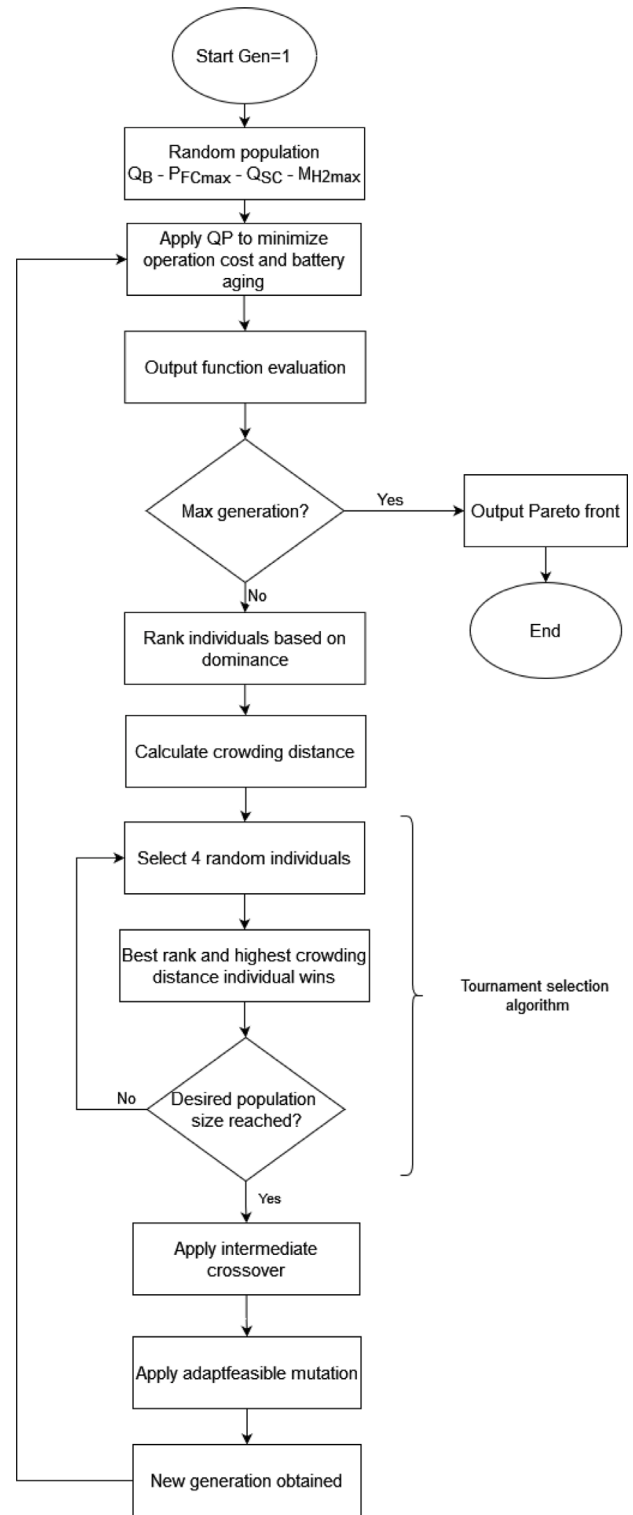 Start Gen=1
Random population
QB - PFCmax - QSC - MH2max
Apply QP to minimize
operation cost and battery
aging
Output function evaluation
Max generation?
Yes
Output Pareto front
End
No
Rank individuals based on
dominance
Calculate crowding distance
Select 4 random individuals
Best rank and highest crowding
distance individual wins
Tournament selection
algorithm
No
Desired population
size reached?
Yes
Apply intermediate
crossover
Apply adaptfeasible mutation
New generation obtained